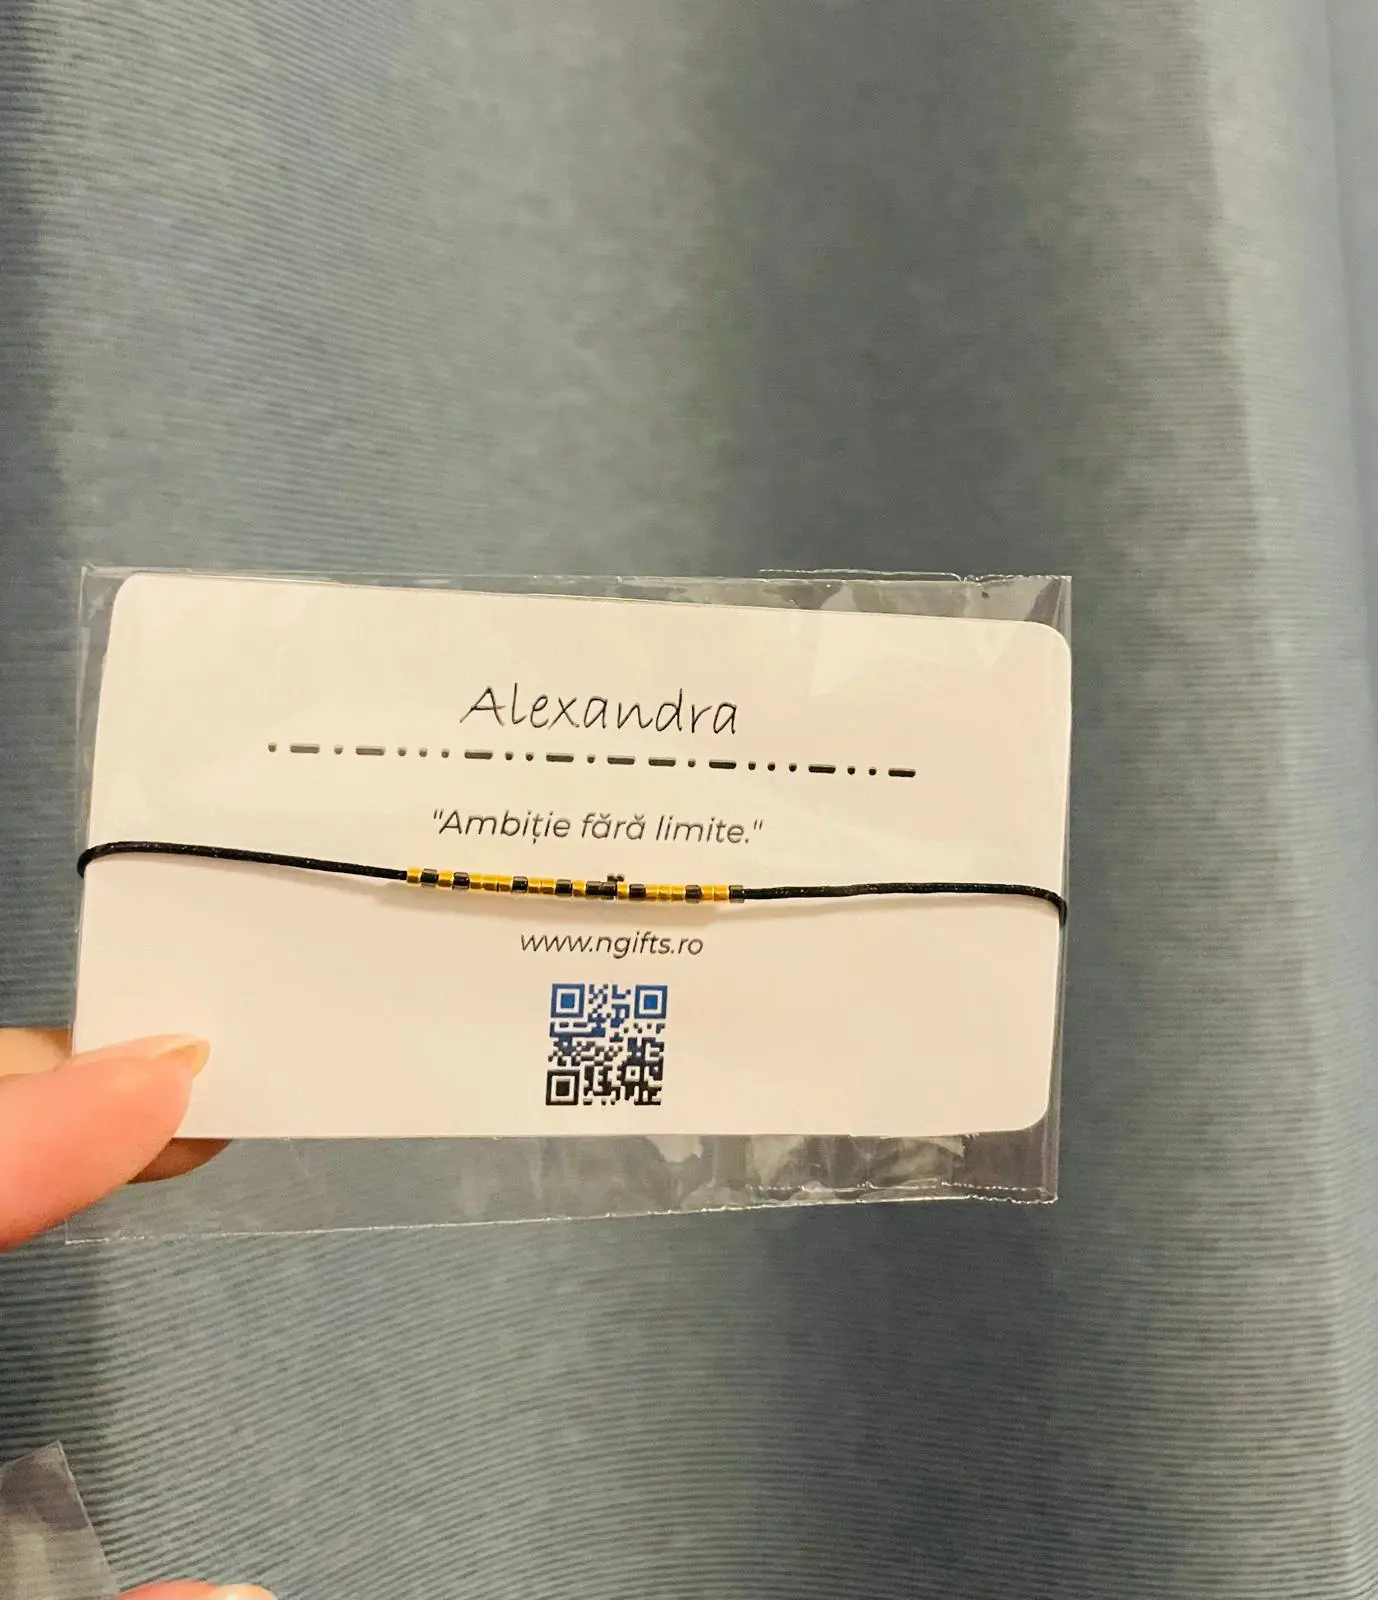 Alexandra
"Ambiție fără limite."
www.ngifts.ro